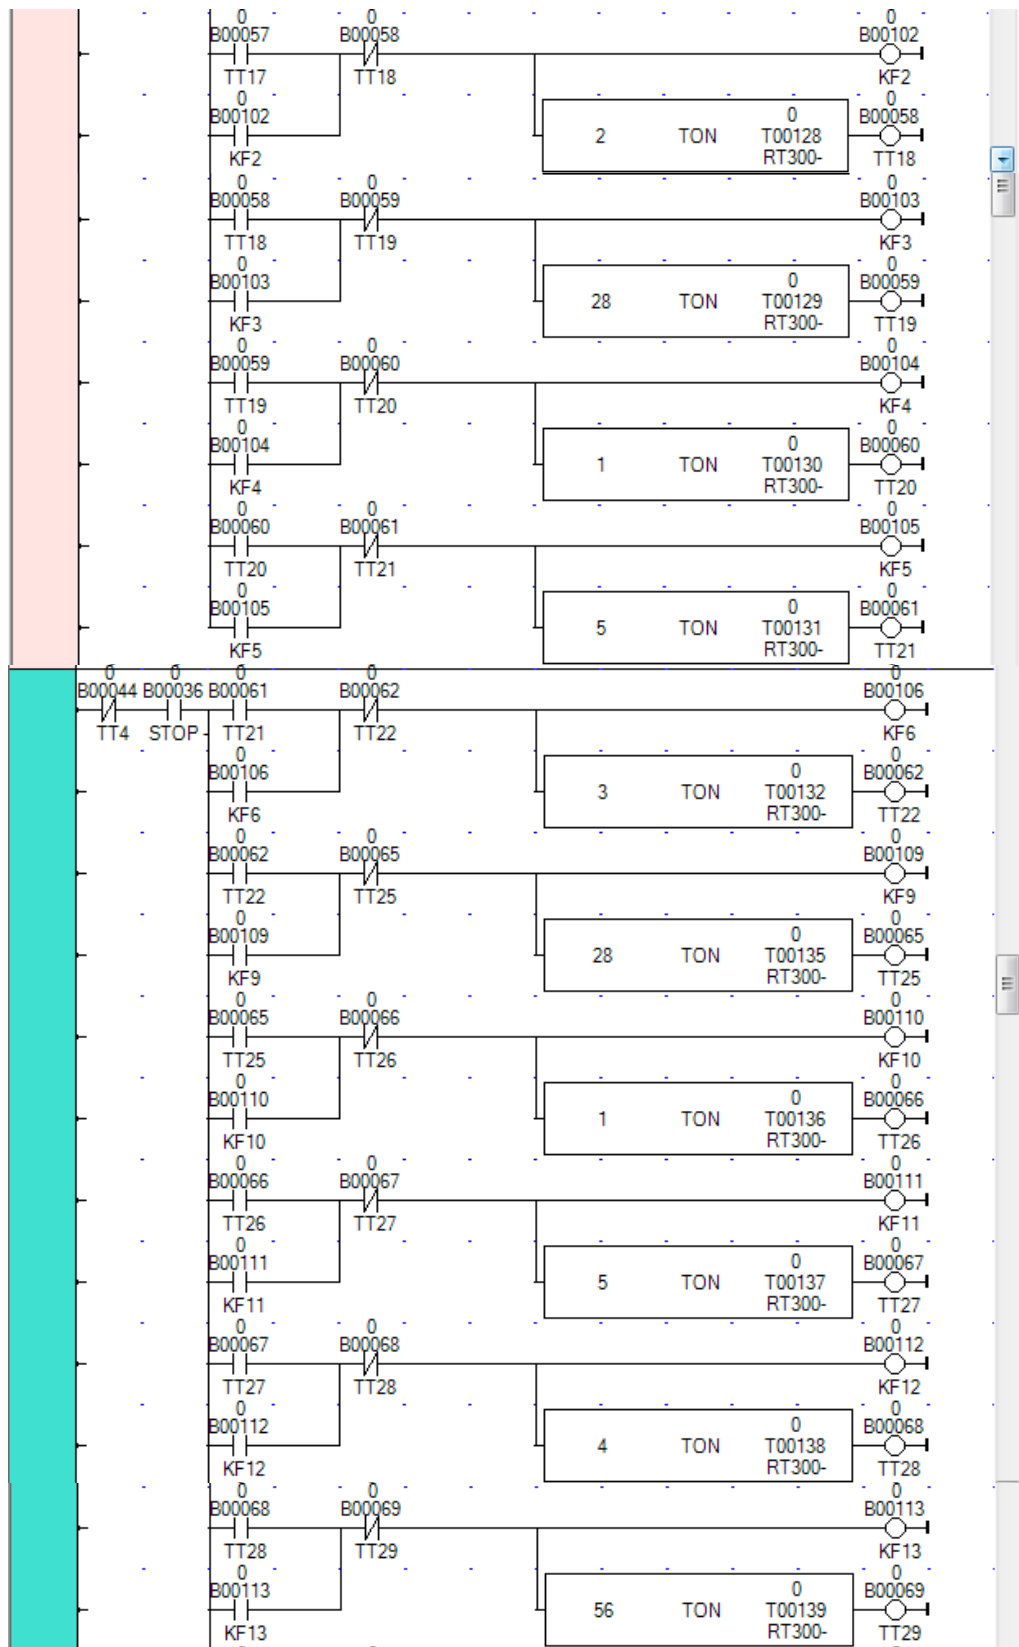 0 0 0
B00057 B00058 B00102
TT17 TT18 KF2
0 0 0
B00102 2 TON T00128 B00058
KF2 RT300- TT18
0 0 0
B00058 B00059 B00103
TT18 TT19 KF3
0 0 0
B00103 28 TON T00129 B00059
KF3 RT300- TT19
0 0 0
B00059 B00060 B00104
TT19 TT20 KF4
0 0 0
B00104 1 TON T00130 B00060
KF4 RT300- TT20
0 0 0
B00060 B00061 B00105
TT20 TT21 KF5
0 0 0
B00105 5 TON T00131 B00061
KF5 RT300- TT21
0 0 0 0 0
B00044 B00036 B00061 B00062 B00106
TT4 STOP - TT21 TT22 KF6
0 0 0
B00106 3 TON T00132 B00062
KF6 RT300- TT22
0 0 0
B00062 B00065 B00109
TT22 TT25 KF9
0 0 0
B00109 28 TON T00135 B00065
KF9 RT300- TT25
0 0 0
B00065 B00066 B00110
TT25 TT26 KF10
0 0 0
B00110 1 TON T00136 B00066
KF10 RT300- TT26
0 0 0
B00066 B00067 B00111
TT26 TT27 KF11
0 0 0
B00111 5 TON T00137 B00067
KF11 RT300- TT27
0 0 0
B00067 B00068 B00112
TT27 TT28 KF12
0 0 0
B00112 4 TON T00138 B00068
KF12 RT300- TT28
0 0 0
B00068 B00069 B00113
TT28 TT29 KF13
0 0 0
B00113 56 TON T00139 B00069
KF13 RT300- TT29